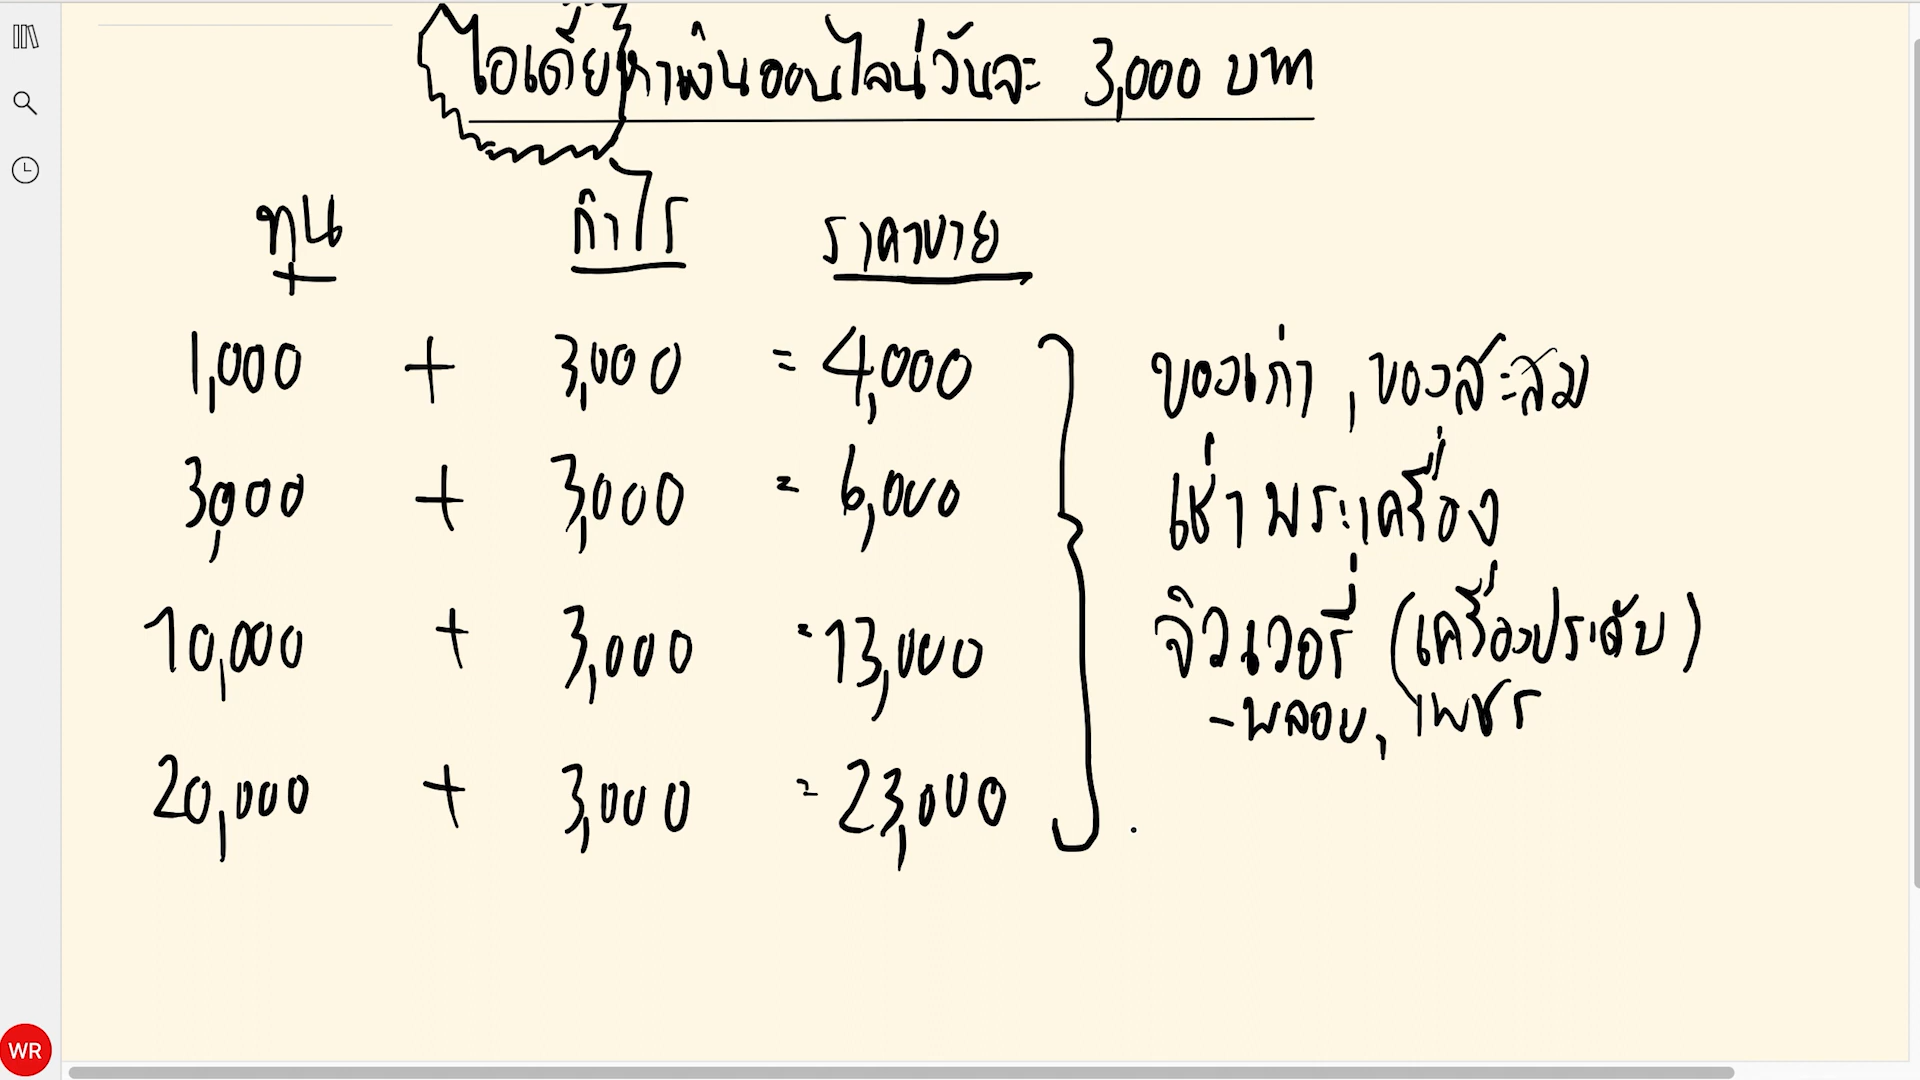 ไอเดียหาเงินออนไลน์วันละ 3,000 บาท
ทุน กำไร ราคาขาย
1,000 + 3,000 = 4,000
3,000 + 3,000 = 6,000
10,000 + 3,000 = 13,000
20,000 + 3,000 = 23,000
ของเก่า , ของสะสม
เช่าพระเครื่อง
จิวเวอรี่ (เครื่องประดับ)
- พลอย, เพชร
WR